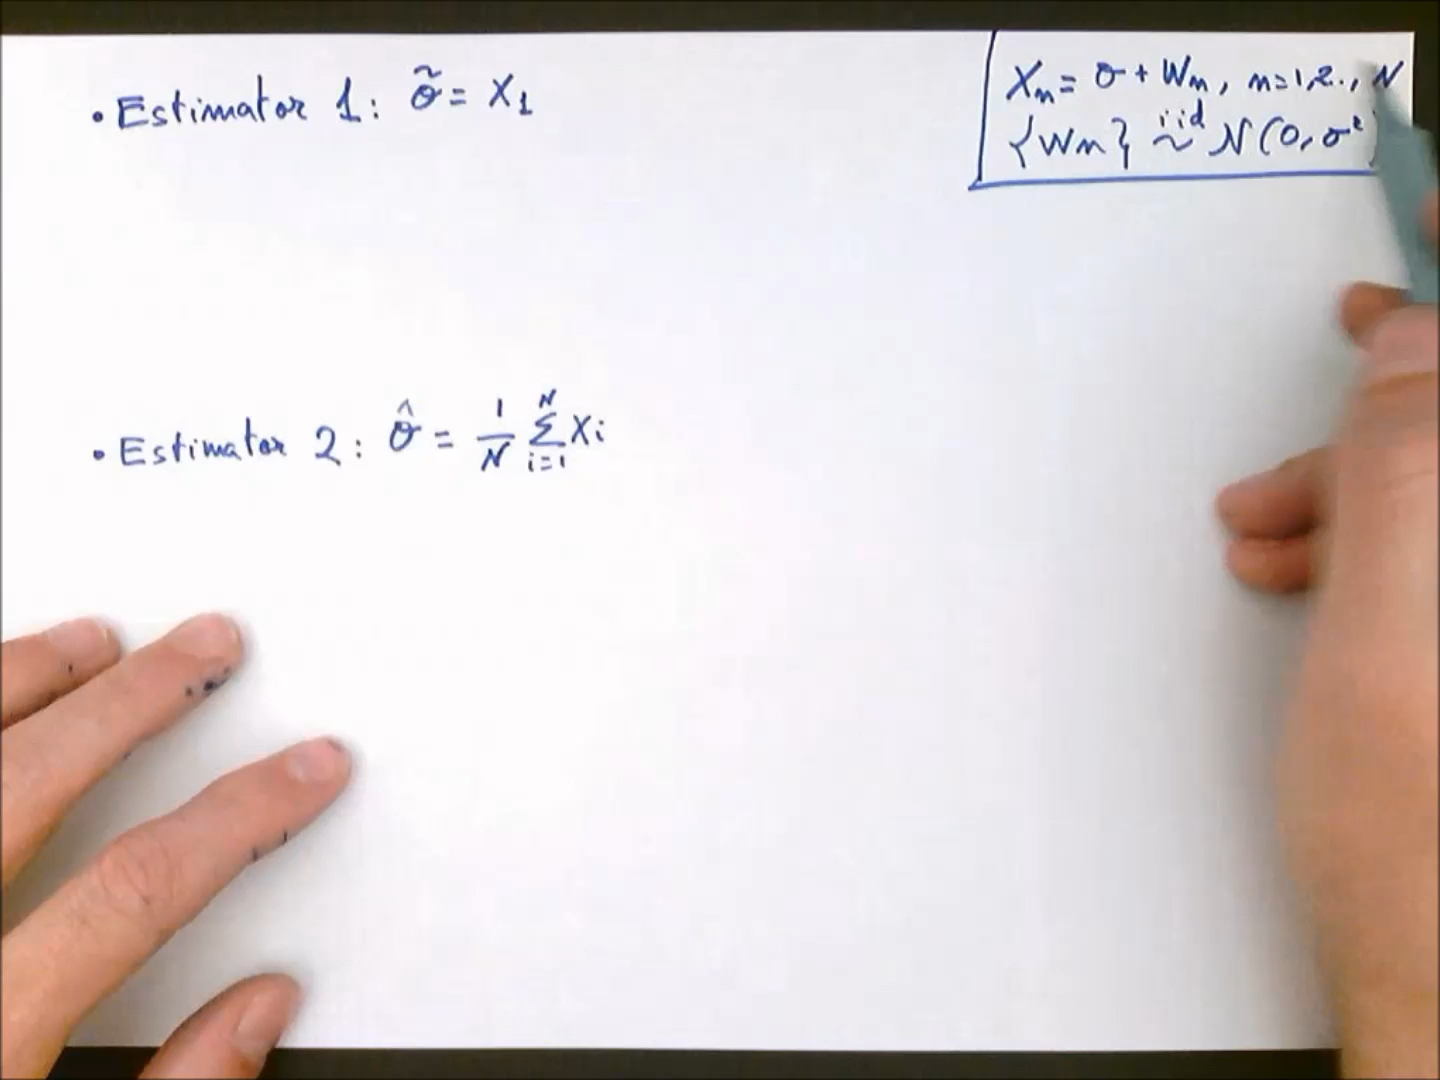 • Estimator 1: θ̃ = X₁
Xₙ = θ + Wₙ, n=1,2.., N
{Wₙ} iid ~ N(0, σ²)
• Estimator 2: θ̂ = 1/N Σ_{i=1}^{N} Xi